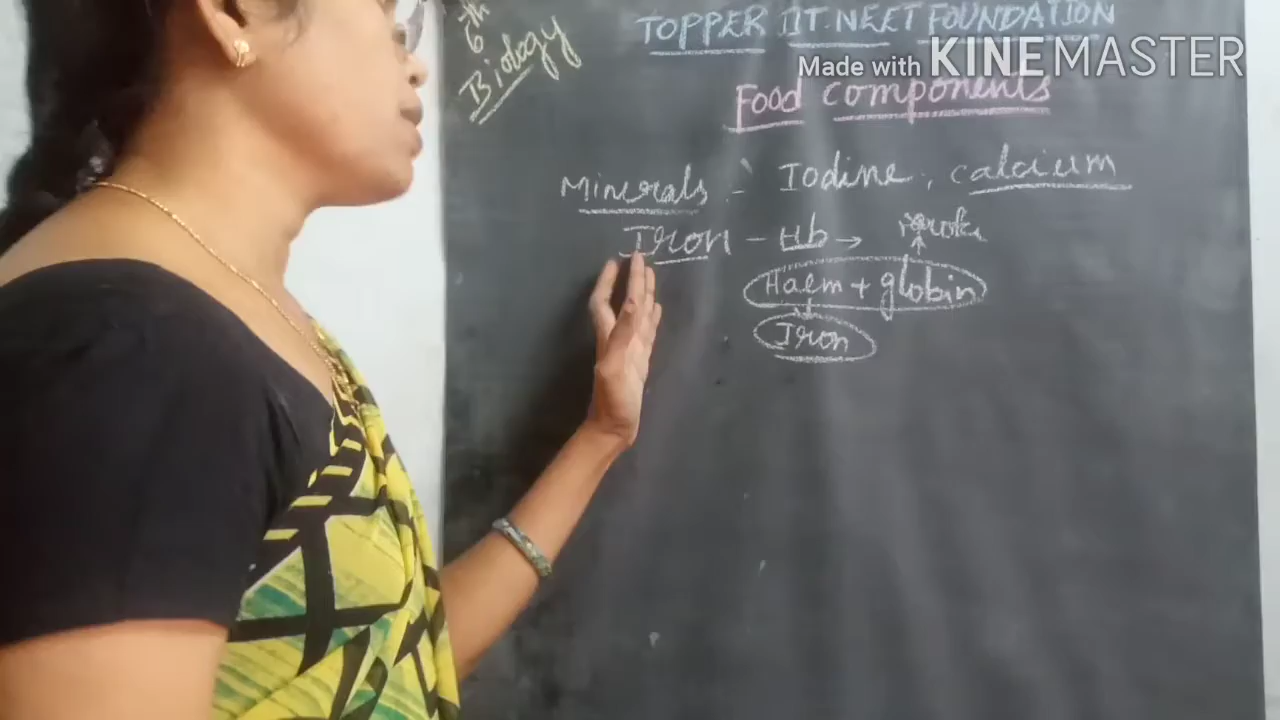 6th
Biology
TOPPER IIT.NEET FOUNDATION
Made with KINEMASTER
Food components
Minerals :- Iodine, calcium
Iron - Hb →
Haem + globin
Iron